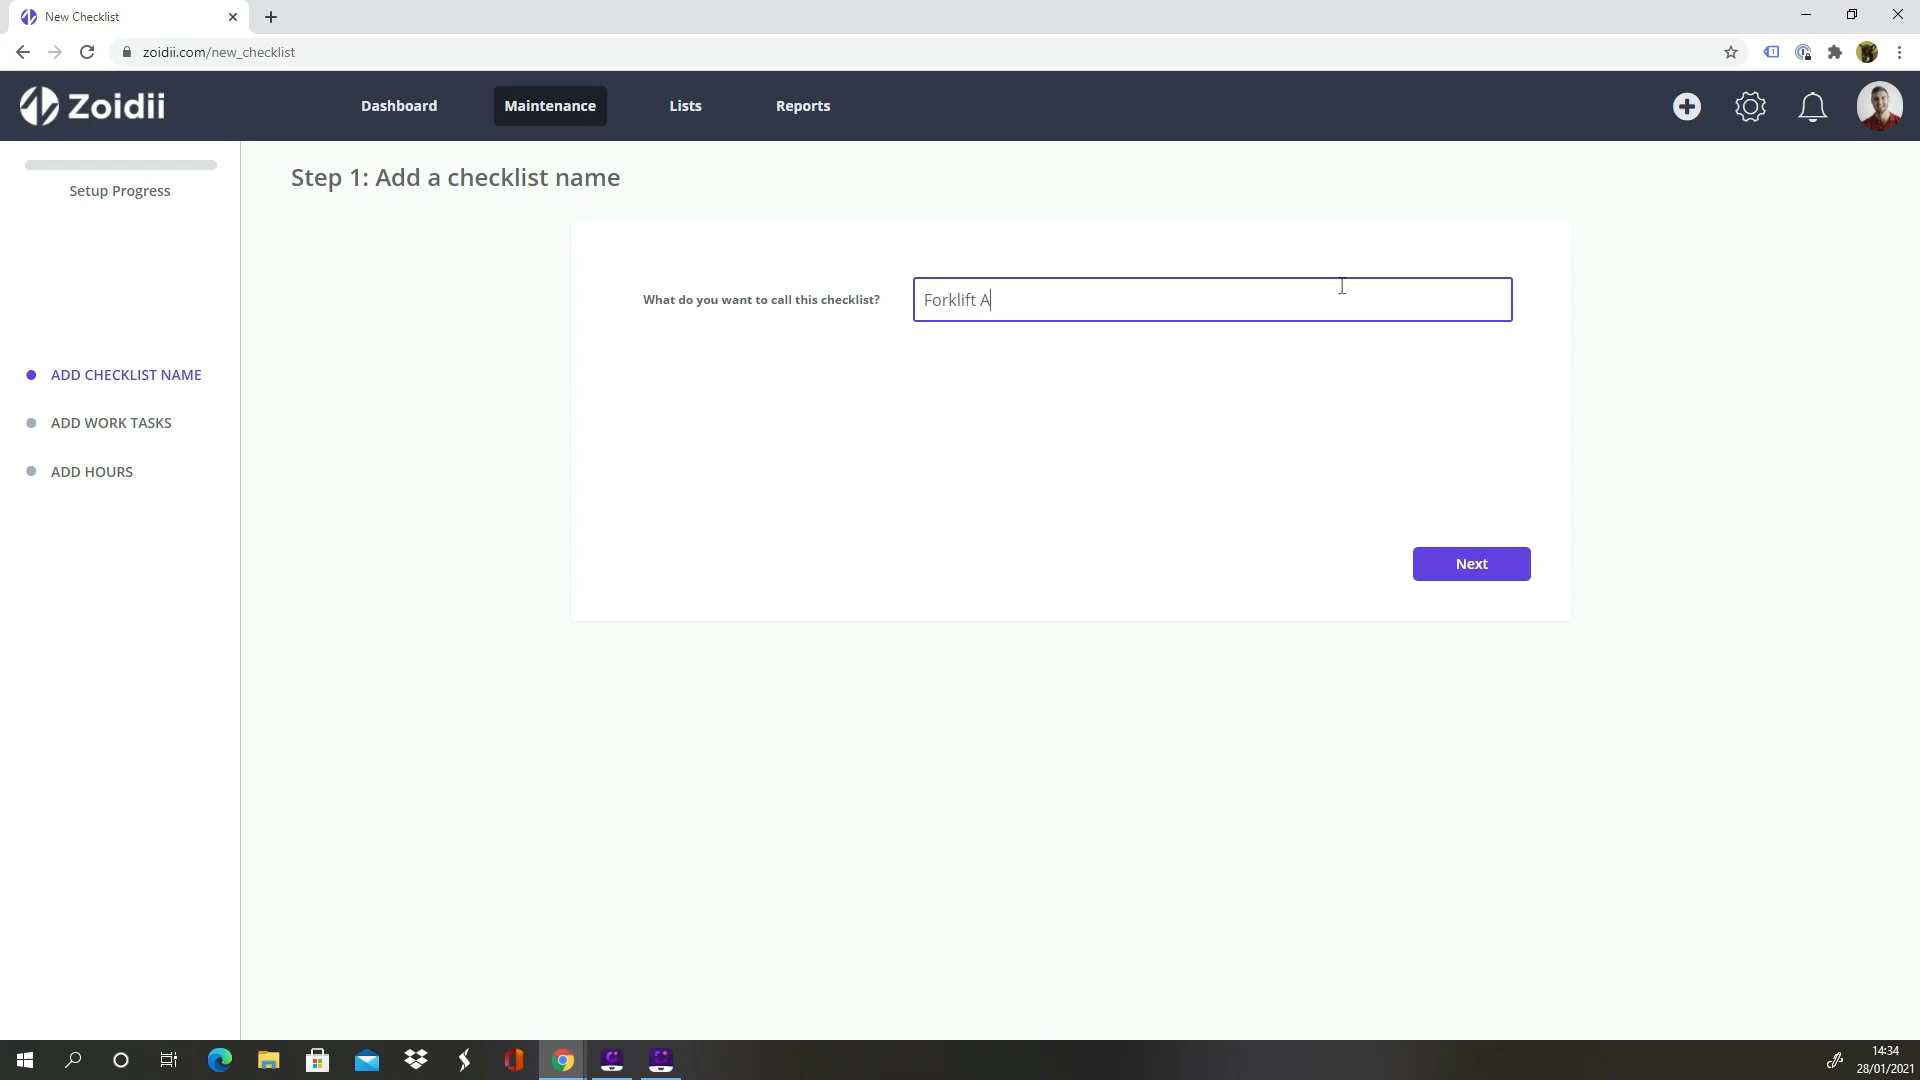 New Checklist
zoidii.com/new_checklist
Zoidii
Dashboard
Maintenance
Lists
Reports
Setup Progress
Step 1: Add a checklist name
What do you want to call this checklist?
Forklift A
ADD CHECKLIST NAME
ADD WORK TASKS
ADD HOURS
Next
14:34
28/01/2021